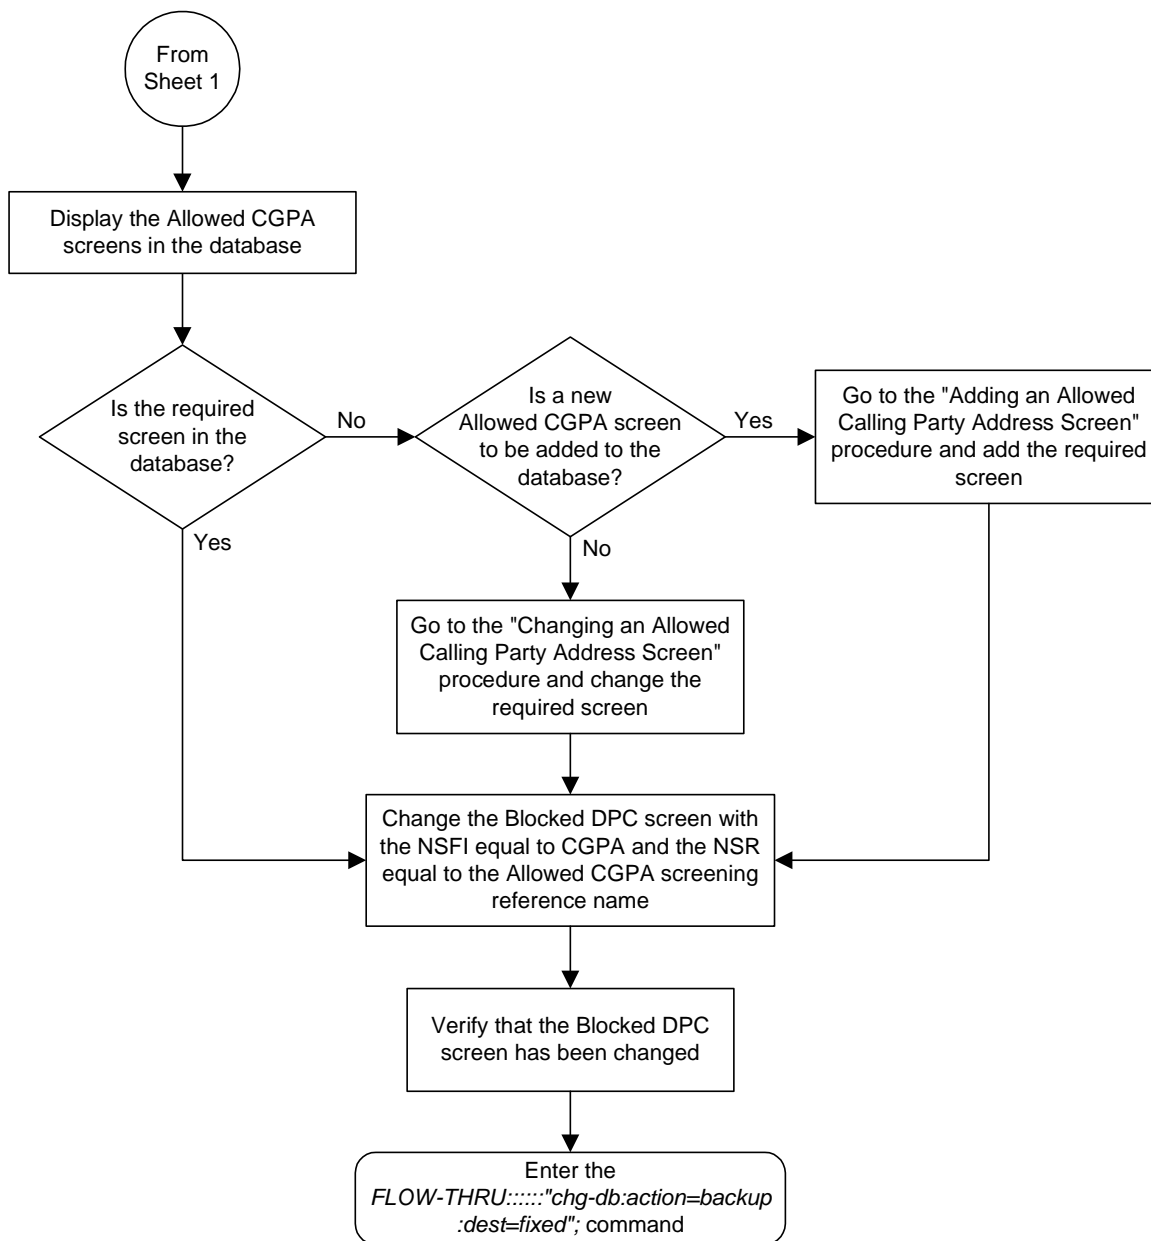 From
Sheet 1
Display the Allowed CGPA
screens in the database
Is the required
screen in the
database?
No
Yes
Is a new
Allowed CGPA screen
to be added to the
database?
Yes
No
Go to the "Adding an Allowed
Calling Party Address Screen"
procedure and add the required
screen
Go to the "Changing an Allowed
Calling Party Address Screen"
procedure and change the
required screen
Change the Blocked DPC screen with
the NSFI equal to CGPA and the NSR
equal to the Allowed CGPA screening
reference name
Verify that the Blocked DPC
screen has been changed
Enter the
FLOW-THRU::::::"chg-db:action=backup
:dest=fixed"; command